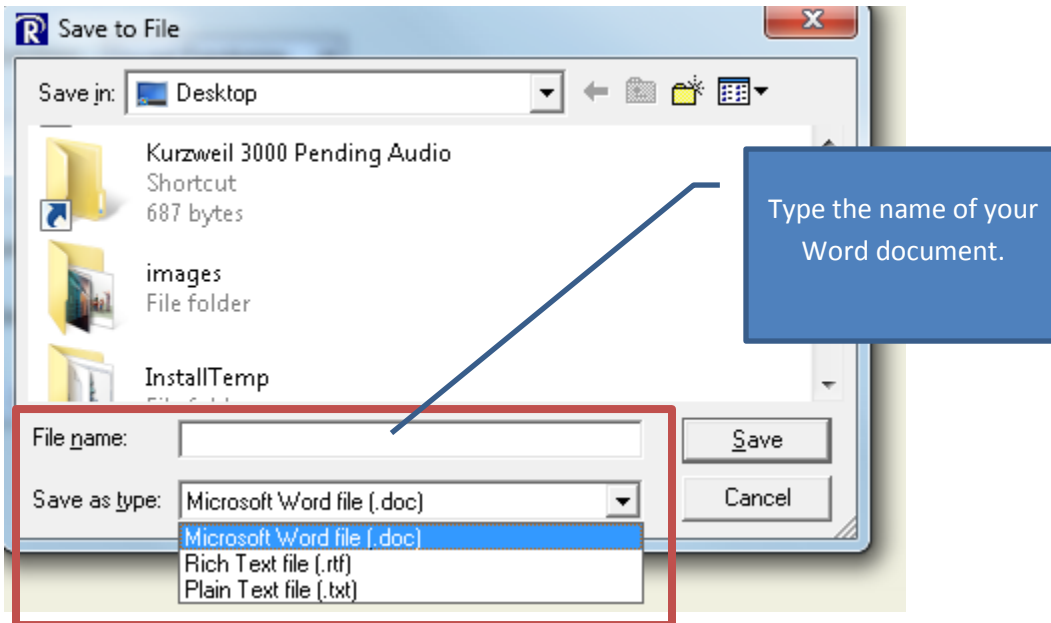 R Save to File
x
Save in: Desktop
Kurzweil 3000 Pending Audio
Shortcut
687 bytes
Type the name of your
Word document.
images
File folder
InstallTemp
File name:
Save
Save as type: Microsoft Word file (.doc)
Cancel
Microsoft Word file (.doc)
Rich Text file (.rtf)
Plain Text file (.txt)